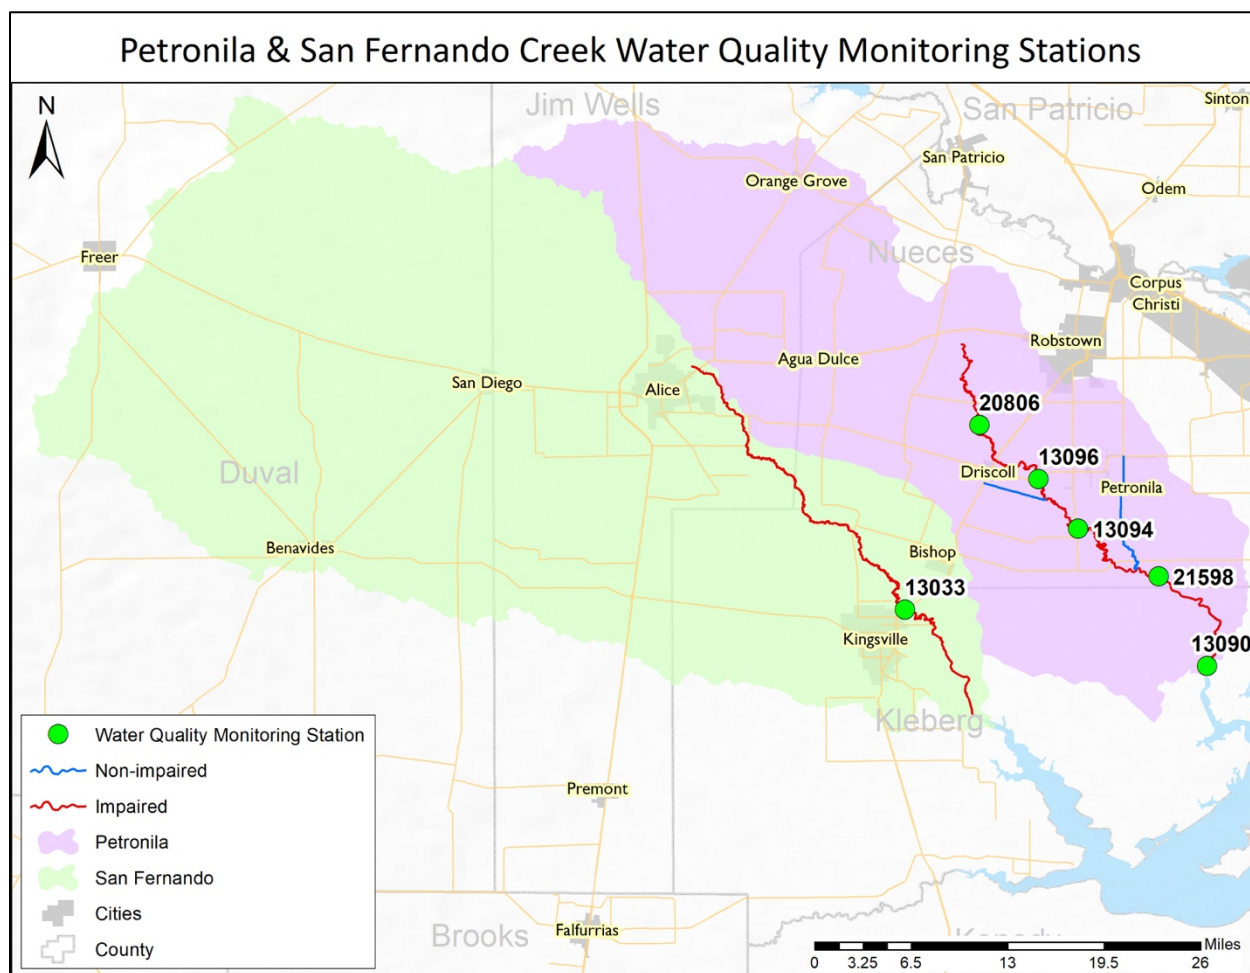 Petronila & San Fernando Creek Water Quality Monitoring Stations
N
Jim Wells
San Patricio
Sinton
San Patricio
Orange Grove
Odem
Nueces
Freer
Corpus
Christi
Robstown
Agua Dulce
San Diego
Alice
20806
13096
Driscoll
Duval
Petronila
13094
Benavides
Bishop
21598
13033
Kingsville
13090
Kleberg
Water Quality Monitoring Station
Non-impaired
Impaired
Petronila
San Fernando
Cities
County
Premont
Falfurrias
Brooks
Kenedy
Miles
0 3.25 6.5 13 19.5 26